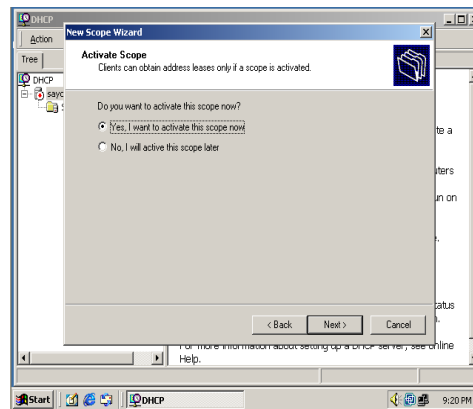 DHCP
New Scope Wizard
Action
Tree
Activate Scope
Clients can obtain address leases only if a scope is activated.
DHCP
Do you want to activate this scope now?
Yes, I want to activate this scope now
No, I will active this scope later
te a
uters
un on
tatus
< Back
Next >
Cancel
For more information about setting up a DHCP server, see online
Help.
Start
DHCP
9:20 PM